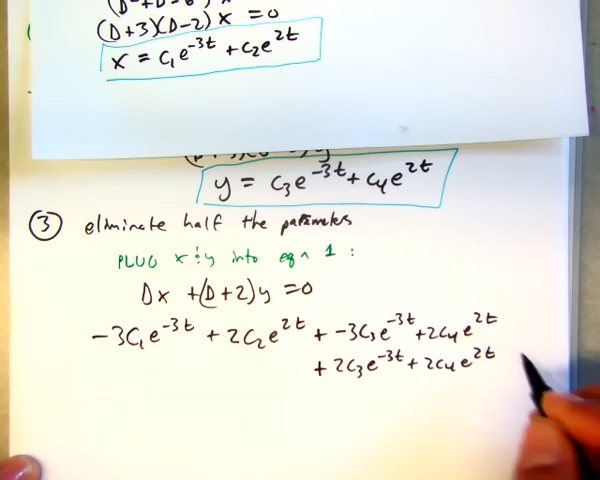 (D+3)(D-2) x = 0
x = c₁e^{-3t} + c₂e^{2t}
y = c₃e^{-3t} + c₄e^{2t}
③ eliminate half the parameters
PLUG x & y into eqn 1 :
Dx + (D+2)y = 0
-3c₁e^{-3t} + 2c₂e^{2t} + -3c₃e^{-3t} + 2c₄e^{2t}
+ 2c₃e^{-3t} + 2c₄e^{2t}